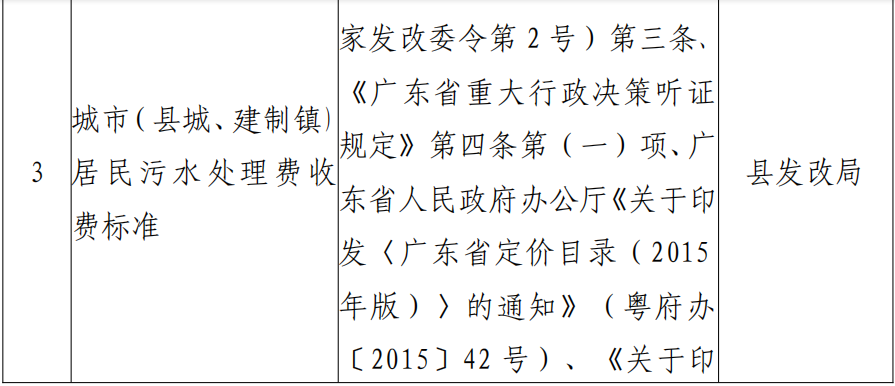 3
城市（县城、建制镇）
居民污水处理费收
费标准
家发改委令第2号）第三条、
《广东省重大行政决策听证
规定》第四条第（一）项、广
东省人民政府办公厅《关于印
发〈广东省定价目录（2015
年版）〉的通知》（粤府办
〔2015〕42号）、《关于印
县发改局